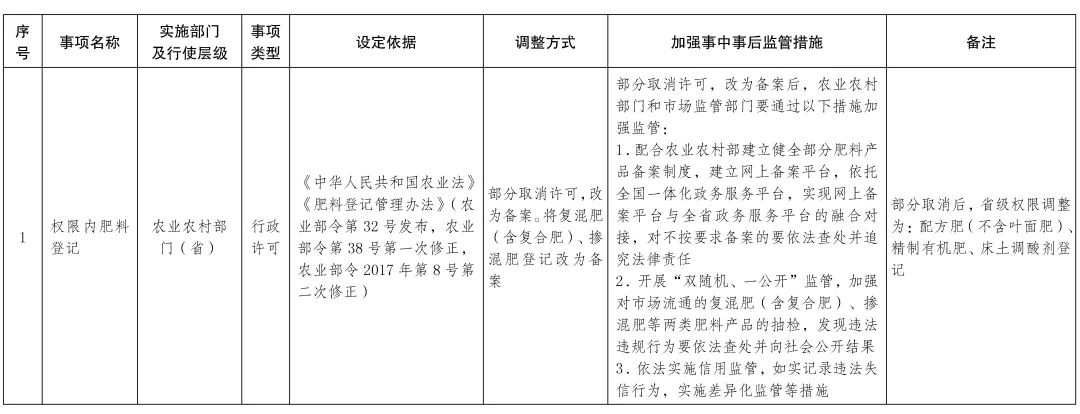 序号
事项名称
实施部门
及行使层级
事项
类型
设定依据
调整方式
加强事中事后监管措施
备注
1
权限内肥料
登记
农业农村部
门（省）
行政
许可
《中华人民共和国农业法》
《肥料登记管理办法》（农
业部令第32号发布，农业
部令第38号第一次修正，
农业部令2017年第8号第
二次修正）
部分取消许可，改
为备案。将复混肥
（含复合肥）、掺
混肥登记改为备
案
部分取消许可，改为备案后，农业农村
部门和市场监管部门要通过以下措施加
强监管：
1.配合农业农村部建立健全部分肥料产
品备案制度，建立网上备案平台，依托
全国一体化政务服务平台，实现网上备
案平台与全省政务服务平台的融合对
接，对不按要求备案的要依法查处并追
究法律责任
2．开展“双随机、一公开”监管，加强
对市场流通的复混肥（含复合肥）、掺
混肥等两类肥料产品的抽检，发现违法
违规行为要依法查处并向社会公开结果
3．依法实施信用监管，如实记录违法失
信行为，实施差异化监管等措施
部分取消后，省级权限调整
为：配方肥（不含叶面肥）、
精制有机肥、床土调酸剂登
记